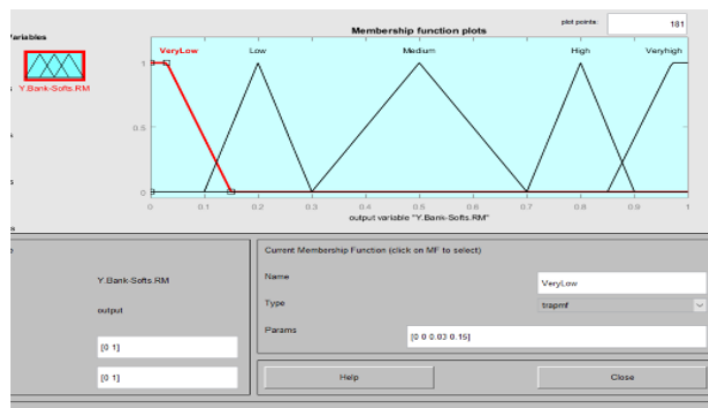 plot points: 181
Variables
Membership function plots
VeryLow Low Medium High Veryhigh
Y.Bank-Softs.RM
1
0.5
0
0 0.1 0.2 0.3 0.4 0.5 0.6 0.7 0.8 0.9 1
output variable "Y.Bank-Softs.RM"
Current Membership Function (click on MF to select)
Y.Bank-Softs.RM
Name VeryLow
output
Type trapmf
Params [0 0 0.03 0.15]
[0 1]
[0 1]
Help Close